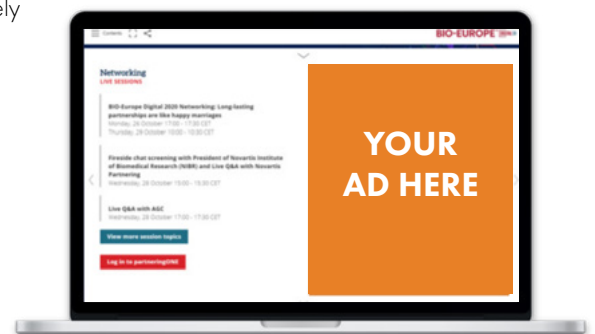 ely
Contents
BIO-EUROPE
Networking
LIVE SESSIONS
BIO-Europe Digital 2020 Networking: Long-lasting
partnerships are like happy marriages
Monday, 26 October 17:00 - 17:30 CET
Thursday, 29 October 10:00 - 10:30 CET
Fireside chat screening with President of Novartis Institute
of Biomedical Research (NIBR) and Live Q&A with Novartis
Partnering
Wednesday, 28 October 15:00 - 15:30 CET
Live Q&A with AGC
Wednesday, 28 October 17:00 - 17:30 CET
View more session topics
Log in to partneringONE
YOUR
AD HERE